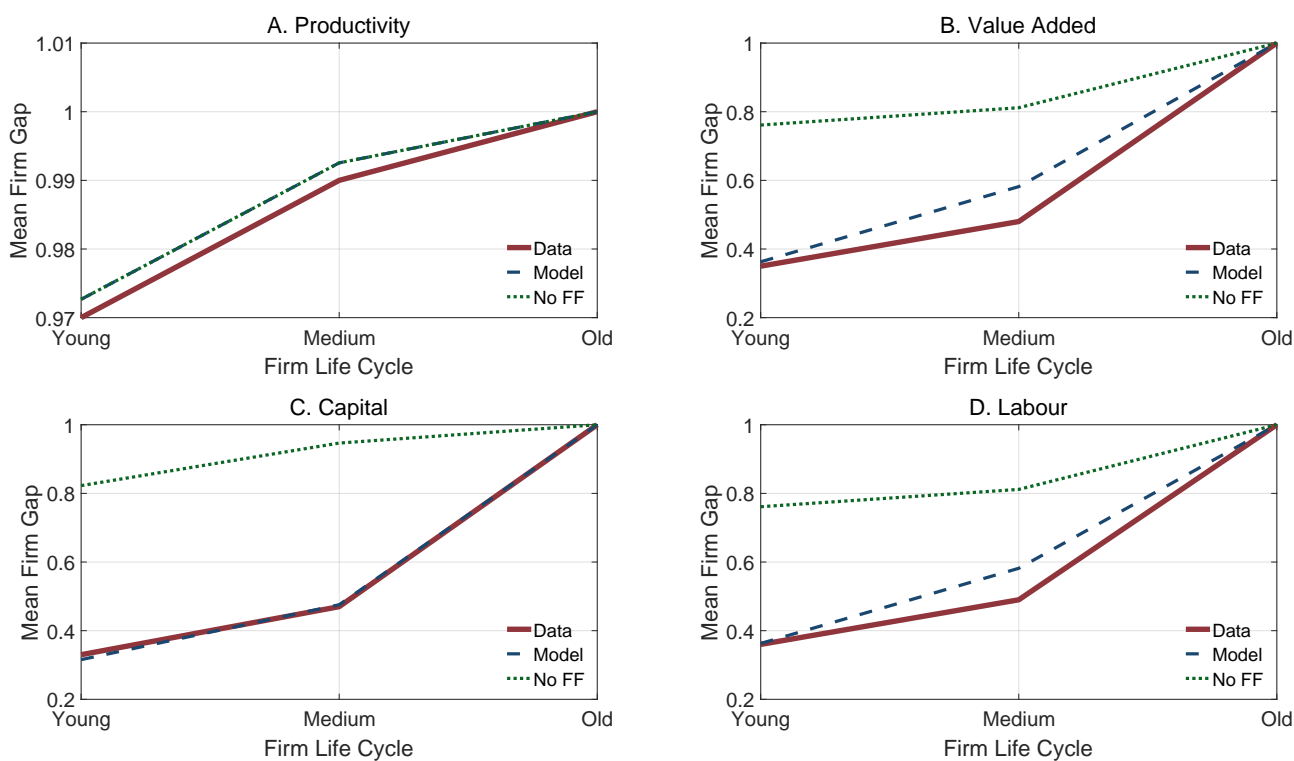 A. Productivity
1.01
1
0.99
0.98
0.97
Mean Firm Gap
Young
Medium
Old
Firm Life Cycle
Data
Model
No FF
B. Value Added
1
0.8
0.6
0.4
0.2
Mean Firm Gap
Young
Medium
Old
Firm Life Cycle
Data
Model
No FF
C. Capital
1
0.8
0.6
0.4
0.2
Mean Firm Gap
Young
Medium
Old
Firm Life Cycle
Data
Model
No FF
D. Labour
1
0.8
0.6
0.4
0.2
Mean Firm Gap
Young
Medium
Old
Firm Life Cycle
Data
Model
No FF